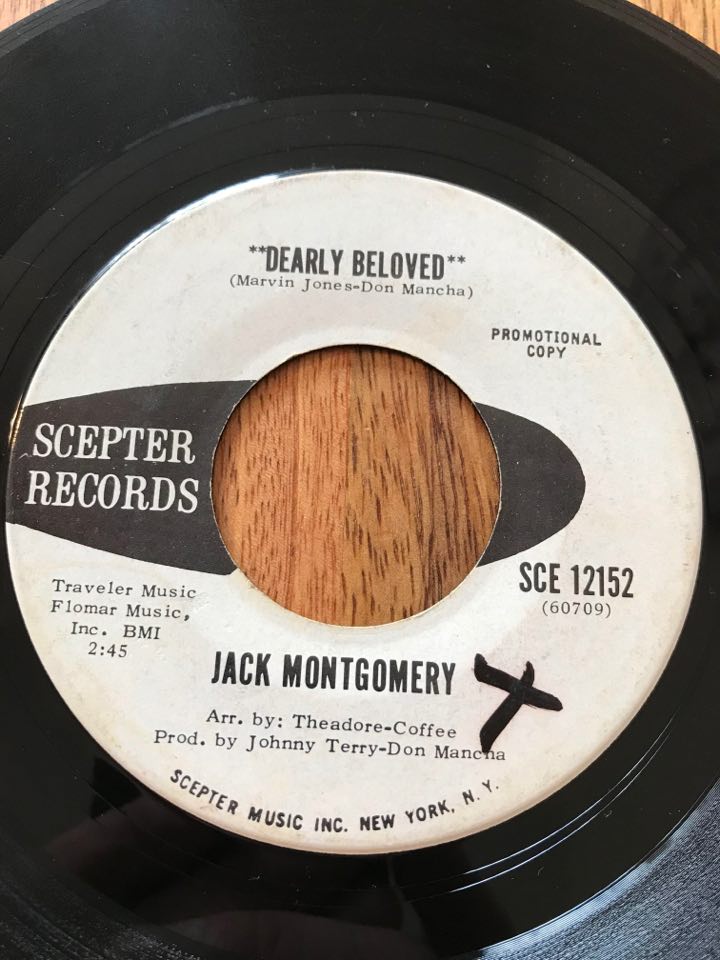 **DEARLY BELOVED**
(Marvin Jones-Don Mancha)
PROMOTIONAL
COPY
SCEPTER
RECORDS
SCE 12152
(60709)
Traveler Music
Flomar Music,
Inc. BMI
2:45
JACK MONTGOMERY
Arr. by: Theadore-Coffee
Prod. by Johnny Terry-Don Mancha
SCEPTER MUSIC INC. NEW YORK, N. Y.